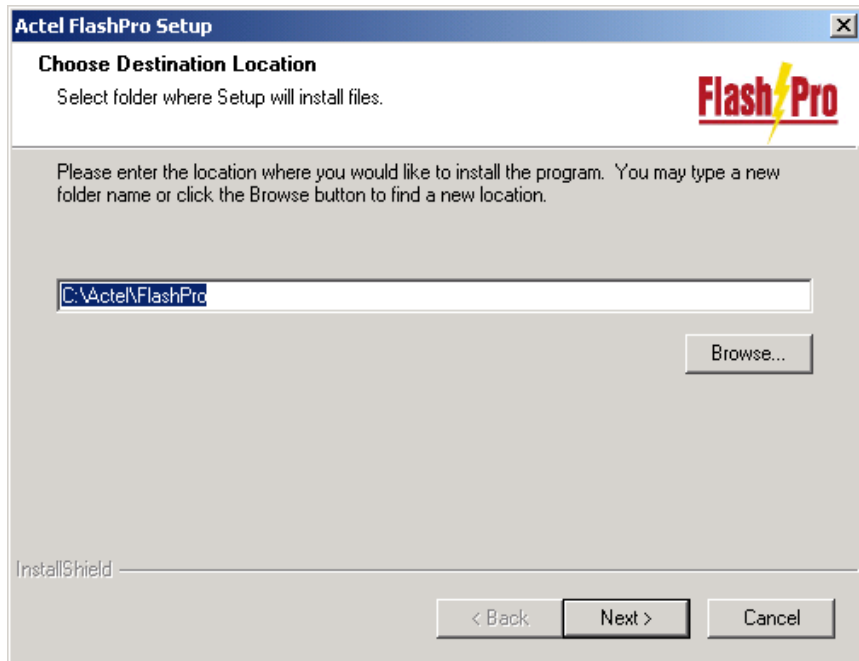 Actel FlashPro Setup
Choose Destination Location
Select folder where Setup will install files.
Flash Pro
Please enter the location where you would like to install the program.  You may type a new
folder name or click the Browse button to find a new location.
C:\Actel\FlashPro
Browse...
InstallShield
< Back
Next >
Cancel